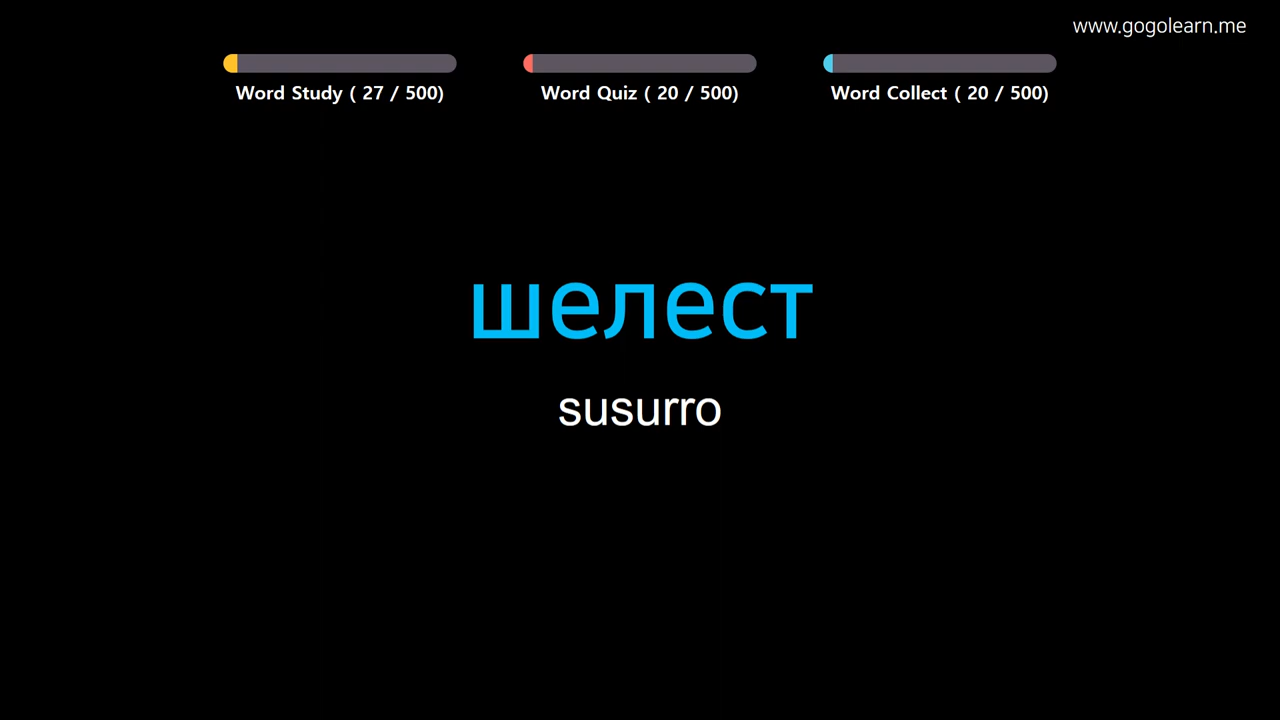 www.gogolearn.me
Word Study ( 27 / 500)
Word Quiz ( 20 / 500)
Word Collect ( 20 / 500)
шелест
susurro